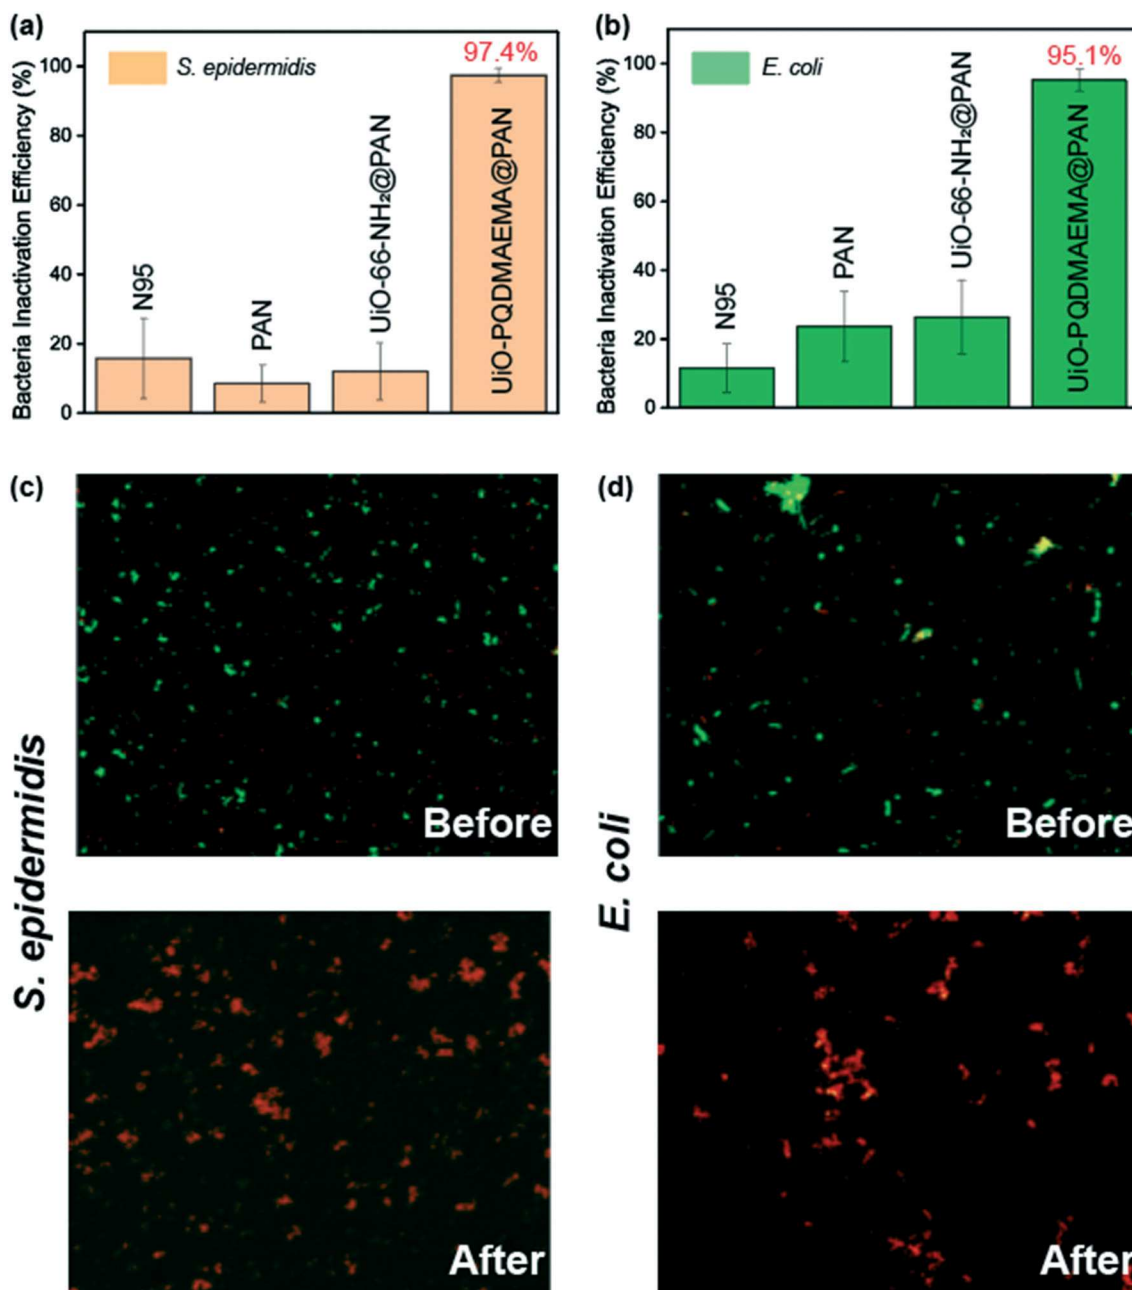 (a)
Bacteria Inactivation Efficiency (%)
100
80
60
40
20
0
S. epidermidis
97.4%
N95
PAN
UiO-66-NH₂@PAN
UiO-PQDMAEMA@PAN
(b)
Bacteria Inactivation Efficiency (%)
100
80
60
40
20
0
E. coli
95.1%
N95
PAN
UiO-66-NH₂@PAN
UiO-PQDMAEMA@PAN
(c)
S. epidermidis
Before
After
(d)
E. coli
Before
After